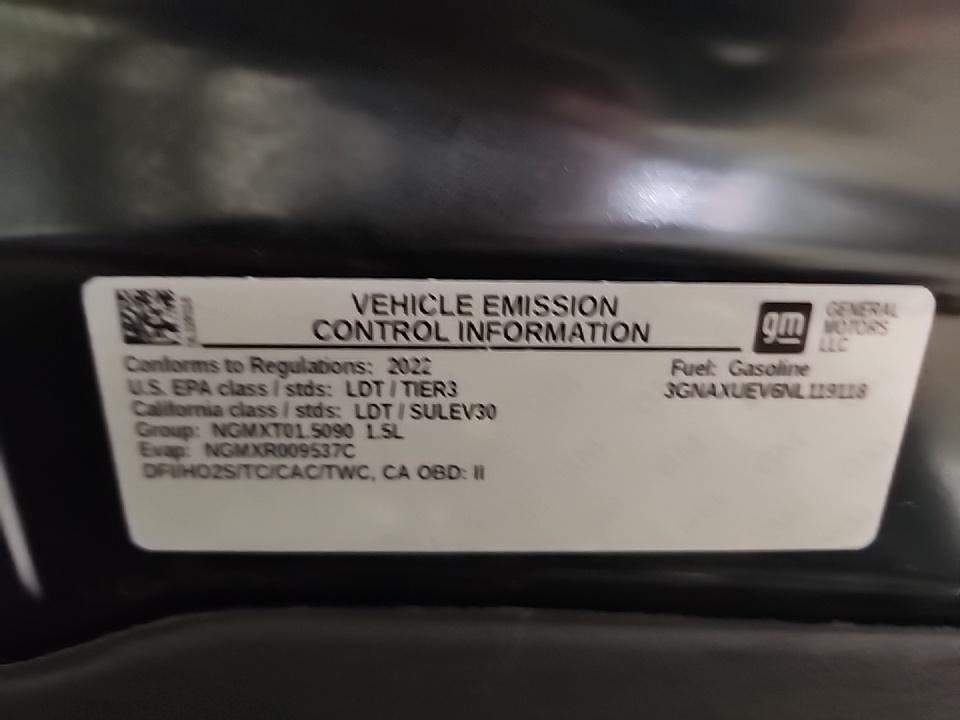 VEHICLE EMISSION
CONTROL INFORMATION
gm
GENERAL
MOTORS
LLC
Conforms to Regulations: 2022
Fuel: Gasoline
U.S. EPA class / stds: LDT / TIER3
3GNAXUEV6NL119118
California class / stds: LDT / SULEV30
Group: NGMXT01.5090 1.5L
Evap: NGMXR009537C
DFI/HO2S/TC/CAC/TWC, CA OBD: II